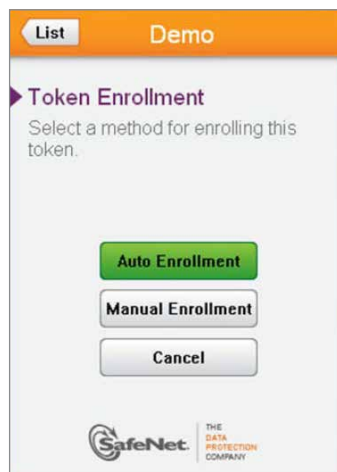 List
Demo
Token Enrollment
Select a method for enrolling this
token.
Auto Enrollment
Manual Enrollment
Cancel
SafeNet.
THE
DATA
PROTECTION
COMPANY